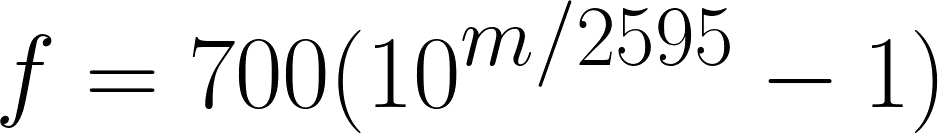 f = 700(10^{m/2595} − 1)